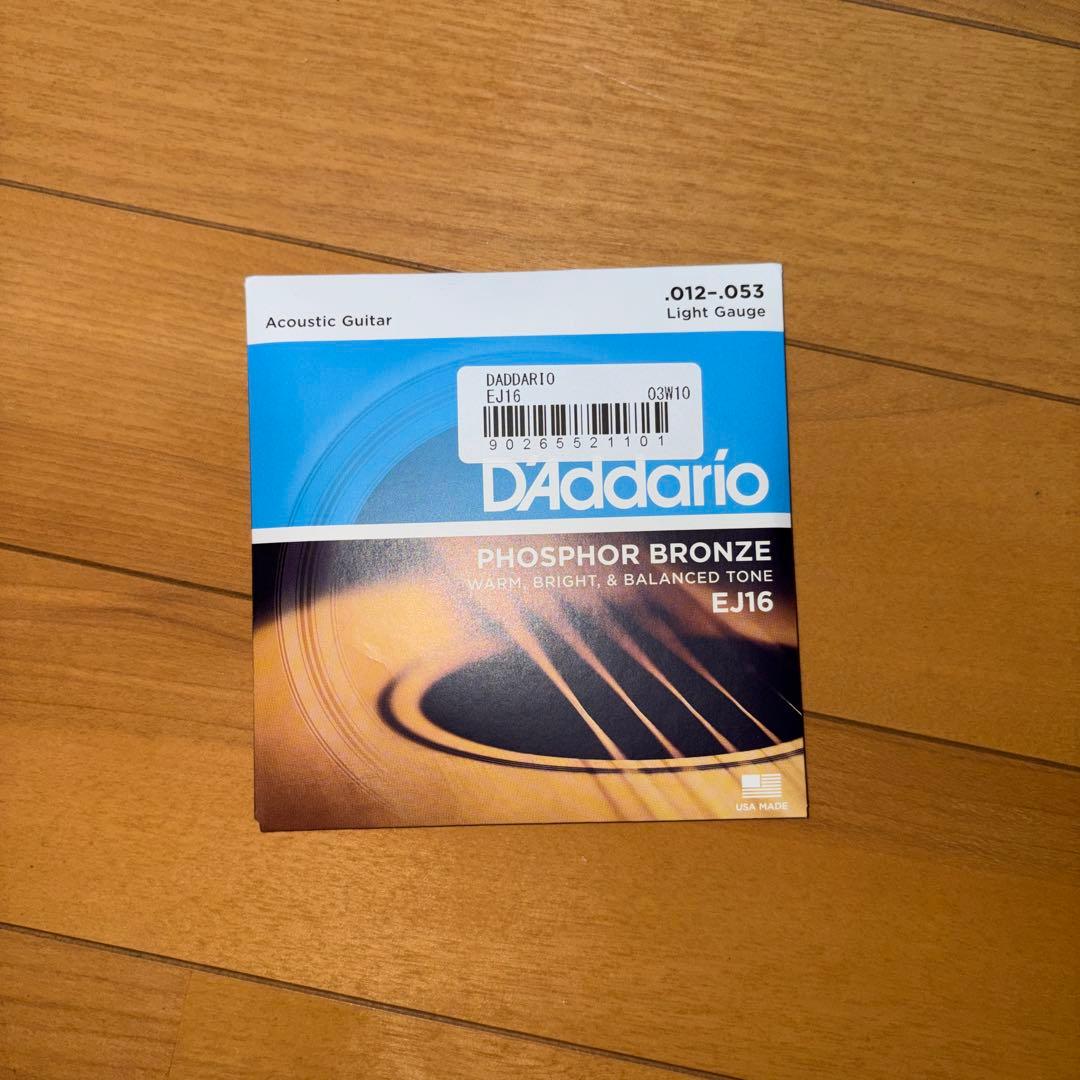 Acoustic Guitar
.012–.053
Light Gauge
DADDARIO
EJ16
03W10
90265521101
D'Addario
PHOSPHOR BRONZE
WARM, BRIGHT, & BALANCED TONE
EJ16
USA MADE